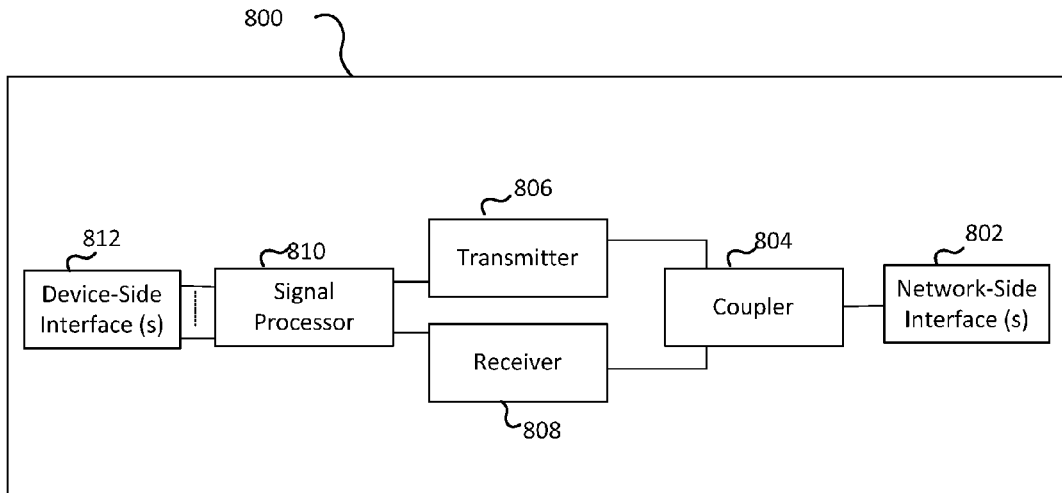 800
806
Transmitter
812
Device-Side
Interface (s)
810
Signal
Processor
804
Coupler
802
Network-Side
Interface (s)
Receiver
808